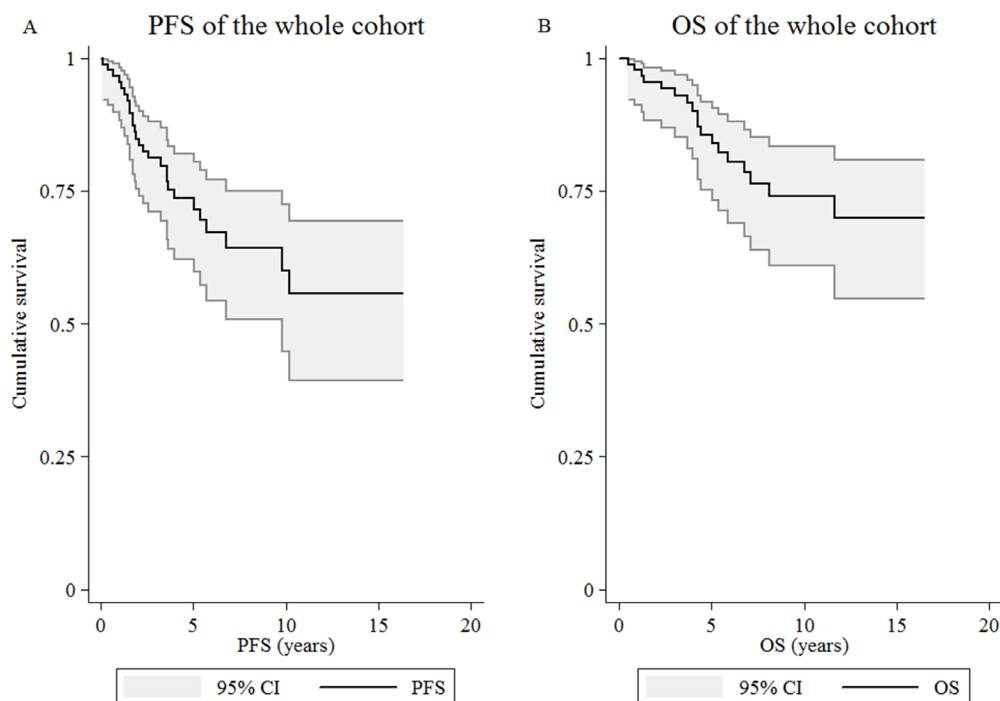 A
PFS of the whole cohort
Cumulative survival
1
0.75
0.5
0.25
0
0 5 10 15 20
PFS (years)
95% CI PFS
B
OS of the whole cohort
Cumulative survival
1
0.75
0.5
0.25
0
0 5 10 15 20
OS (years)
95% CI OS